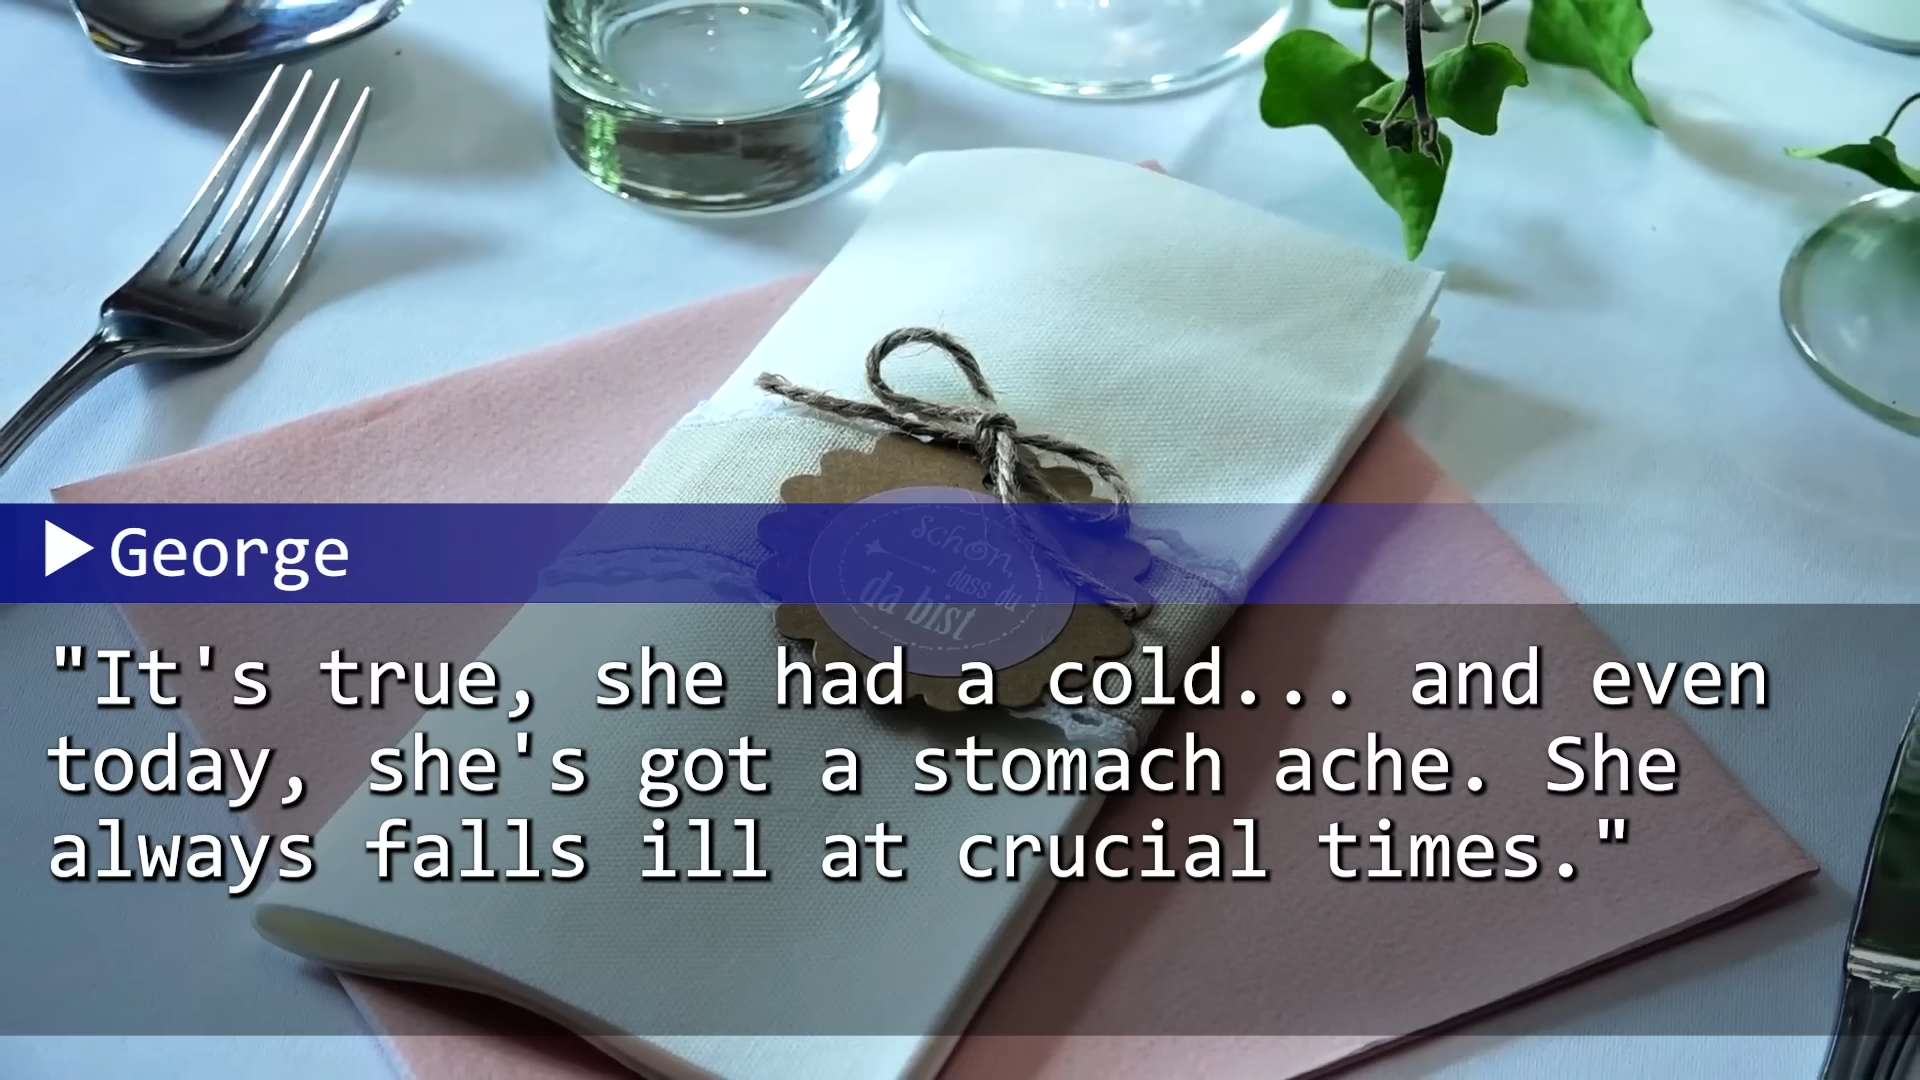 schön,
dass du
da bist
George
"It's true, she had a cold... and even
today, she's got a stomach ache. She
always falls ill at crucial times."